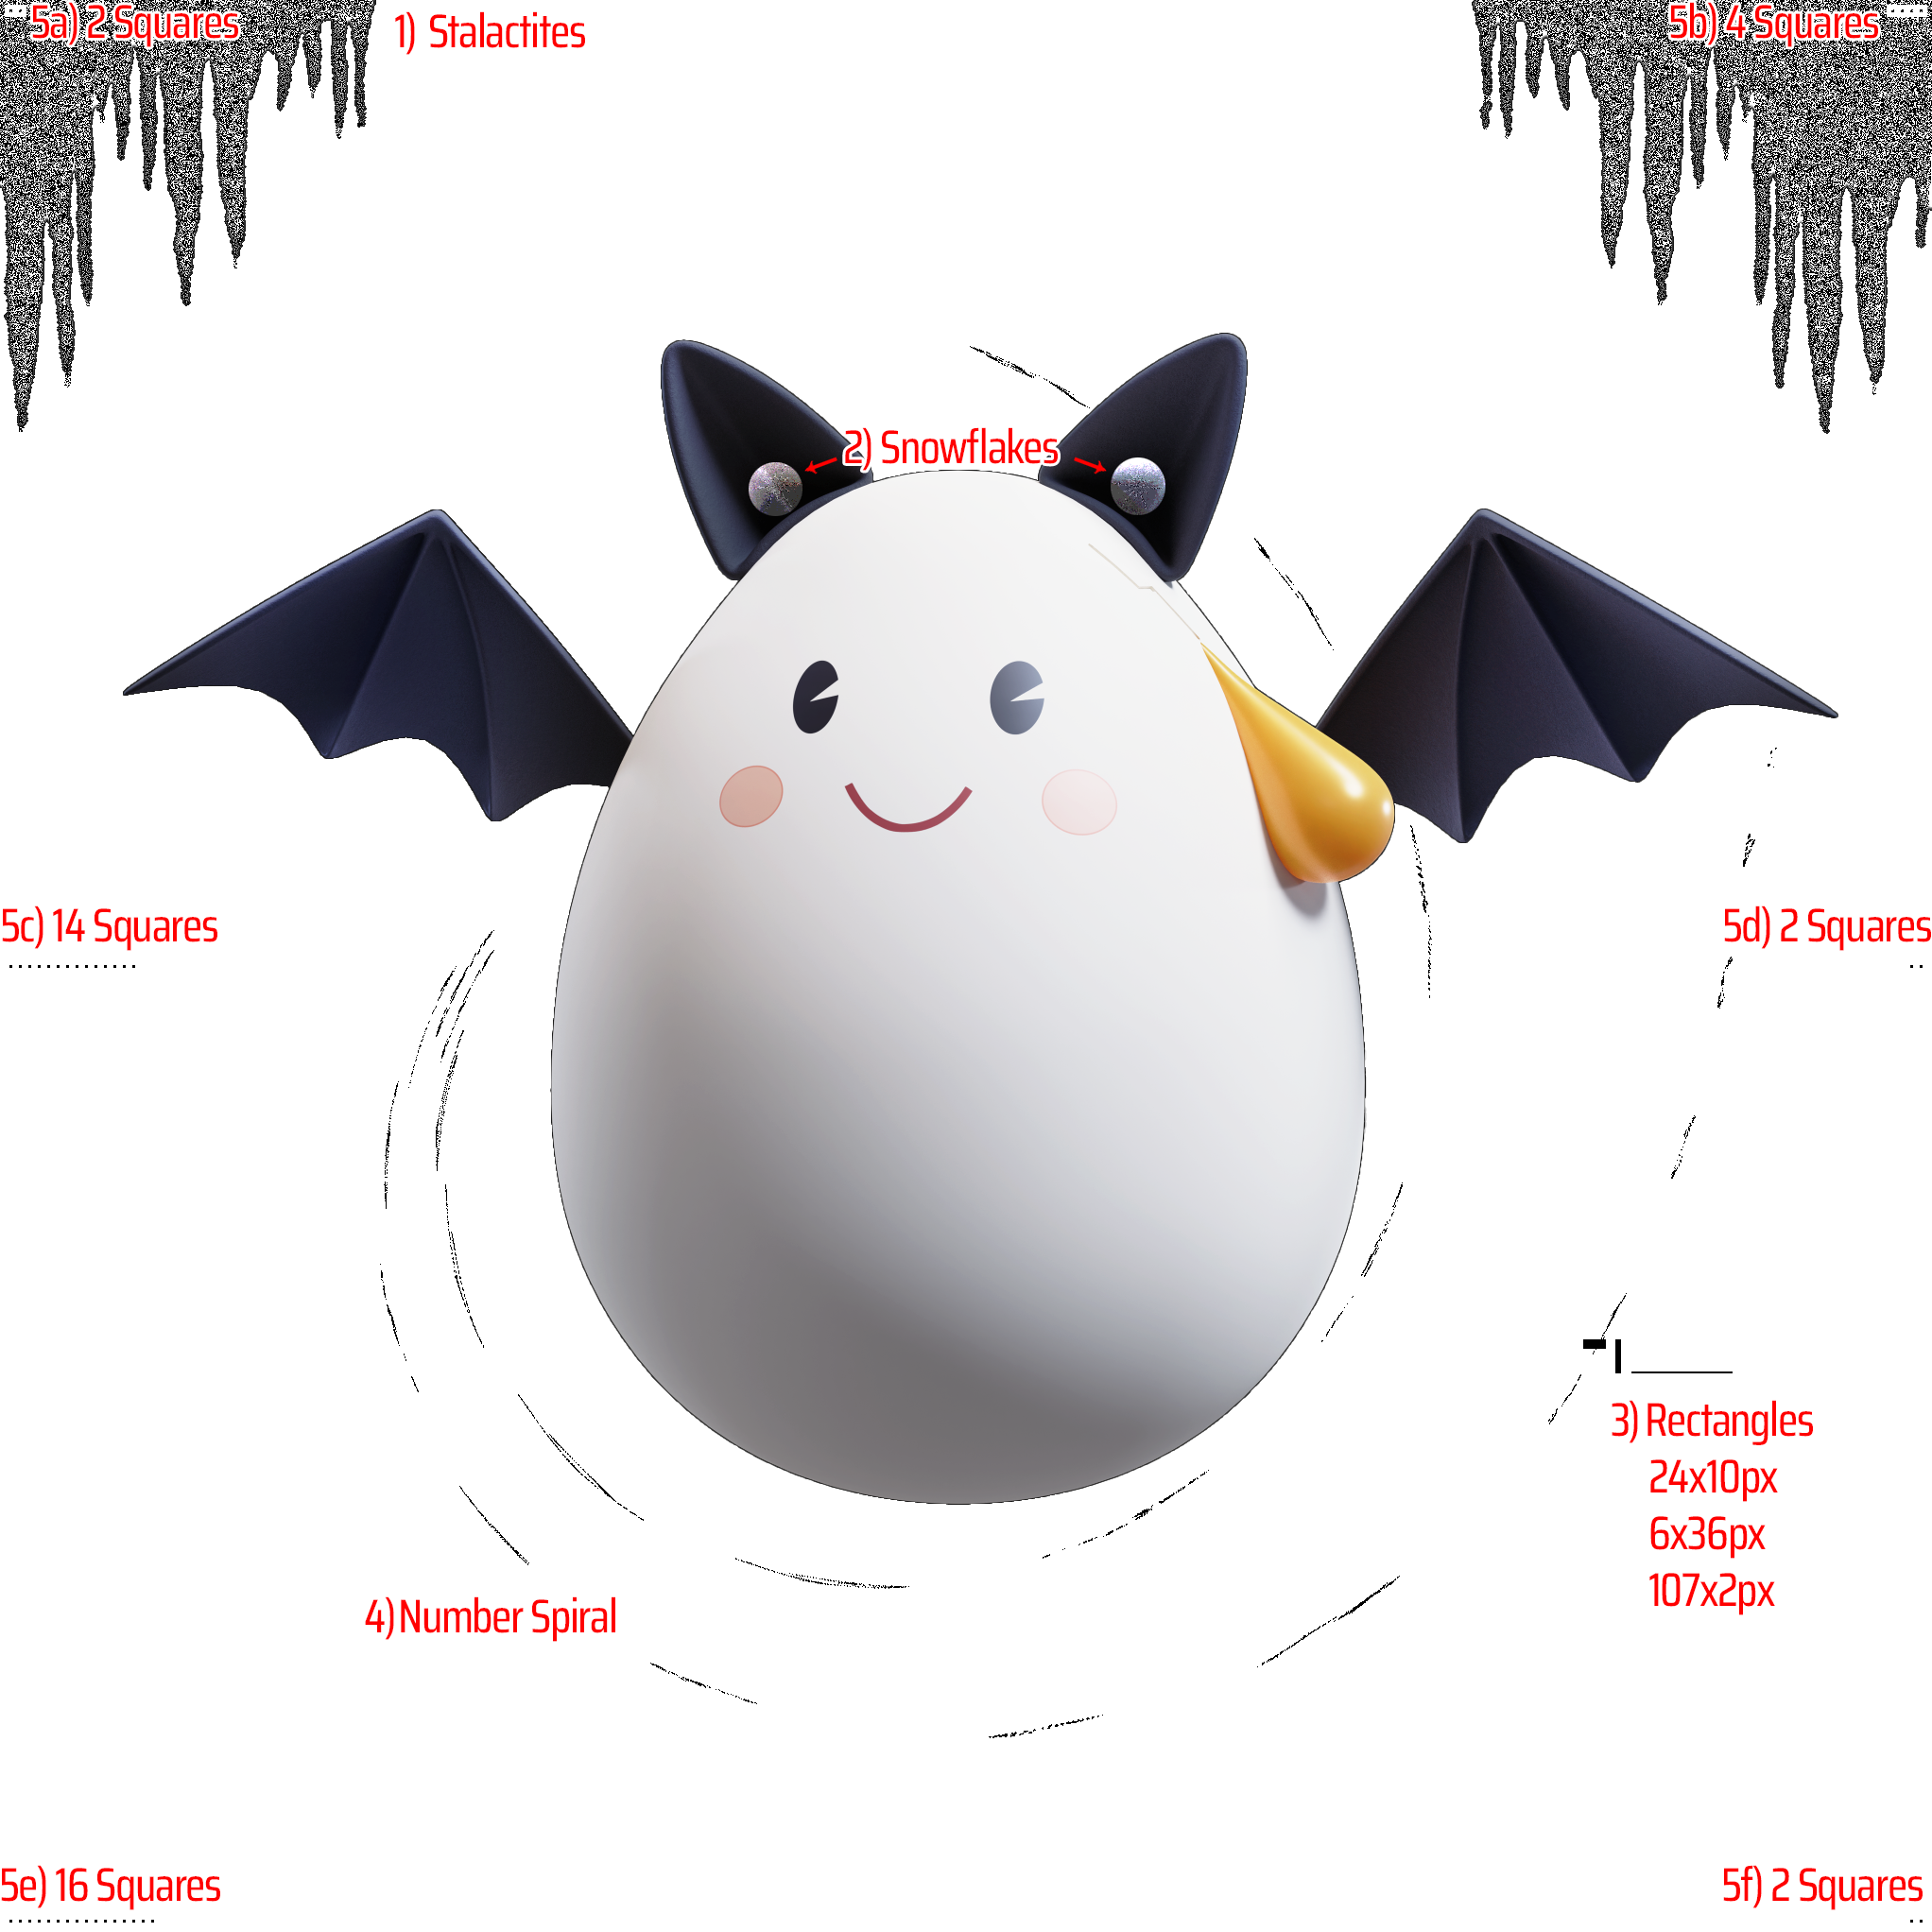 5a) 2 Squares
1) Stalactites
5b) 4 Squares
2) Snowflakes
5c) 14 Squares
5d) 2 Squares
3) Rectangles
24x10px
6x36px
107x2px
4) Number Spiral
5e) 16 Squares
5f) 2 Squares